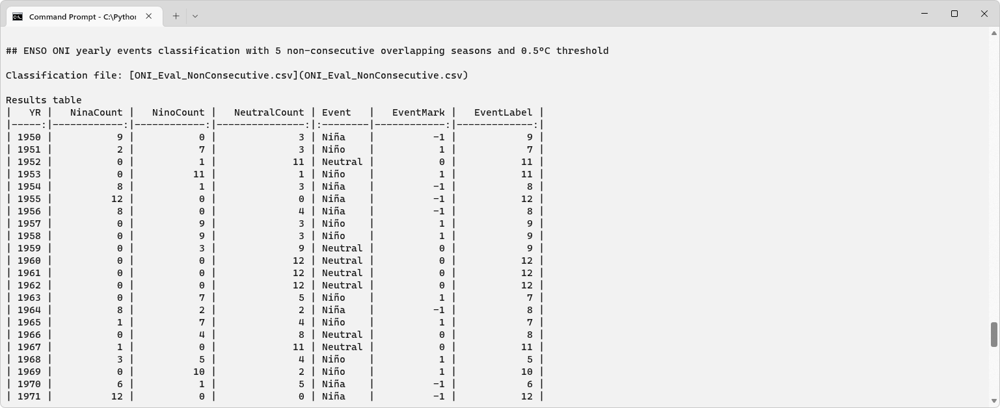 Command Prompt - C:\Python
## ENSO ONI yearly events classification with 5 non-consecutive overlapping seasons and 0.5°C threshold
Classification file: [ONI_Eval_NonConsecutive.csv](ONI_Eval_NonConsecutive.csv)
Results table
|   YR |   NinaCount |   NinoCount |   NeutralCount | Event   |   EventMark |   EventLabel |
|-----:|------------:|------------:|---------------:|:--------|------------:|-------------:|
| 1950 |           9 |           0 |              3 | Niña    |          -1 |            9 |
| 1951 |           2 |           7 |              3 | Niño    |           1 |            7 |
| 1952 |           0 |           1 |             11 | Neutral |           0 |           11 |
| 1953 |           0 |          11 |              1 | Niño    |           1 |           11 |
| 1954 |           8 |           1 |              3 | Niña    |          -1 |            8 |
| 1955 |          12 |           0 |              0 | Niña    |          -1 |           12 |
| 1956 |           8 |           0 |              4 | Niña    |          -1 |            8 |
| 1957 |           0 |           9 |              3 | Niño    |           1 |            9 |
| 1958 |           0 |           9 |              3 | Niño    |           1 |            9 |
| 1959 |           0 |           3 |              9 | Neutral |           0 |            9 |
| 1960 |           0 |           0 |             12 | Neutral |           0 |           12 |
| 1961 |           0 |           0 |             12 | Neutral |           0 |           12 |
| 1962 |           0 |           0 |             12 | Neutral |           0 |           12 |
| 1963 |           0 |           7 |              5 | Niño    |           1 |            7 |
| 1964 |           8 |           2 |              2 | Niña    |          -1 |            8 |
| 1965 |           1 |           7 |              4 | Niño    |           1 |            7 |
| 1966 |           0 |           4 |              8 | Neutral |           0 |            8 |
| 1967 |           1 |           0 |             11 | Neutral |           0 |           11 |
| 1968 |           3 |           5 |              4 | Niño    |           1 |            5 |
| 1969 |           0 |          10 |              2 | Niño    |           1 |           10 |
| 1970 |           6 |           1 |              5 | Niña    |          -1 |            6 |
| 1971 |          12 |           0 |              0 | Niña    |          -1 |           12 |